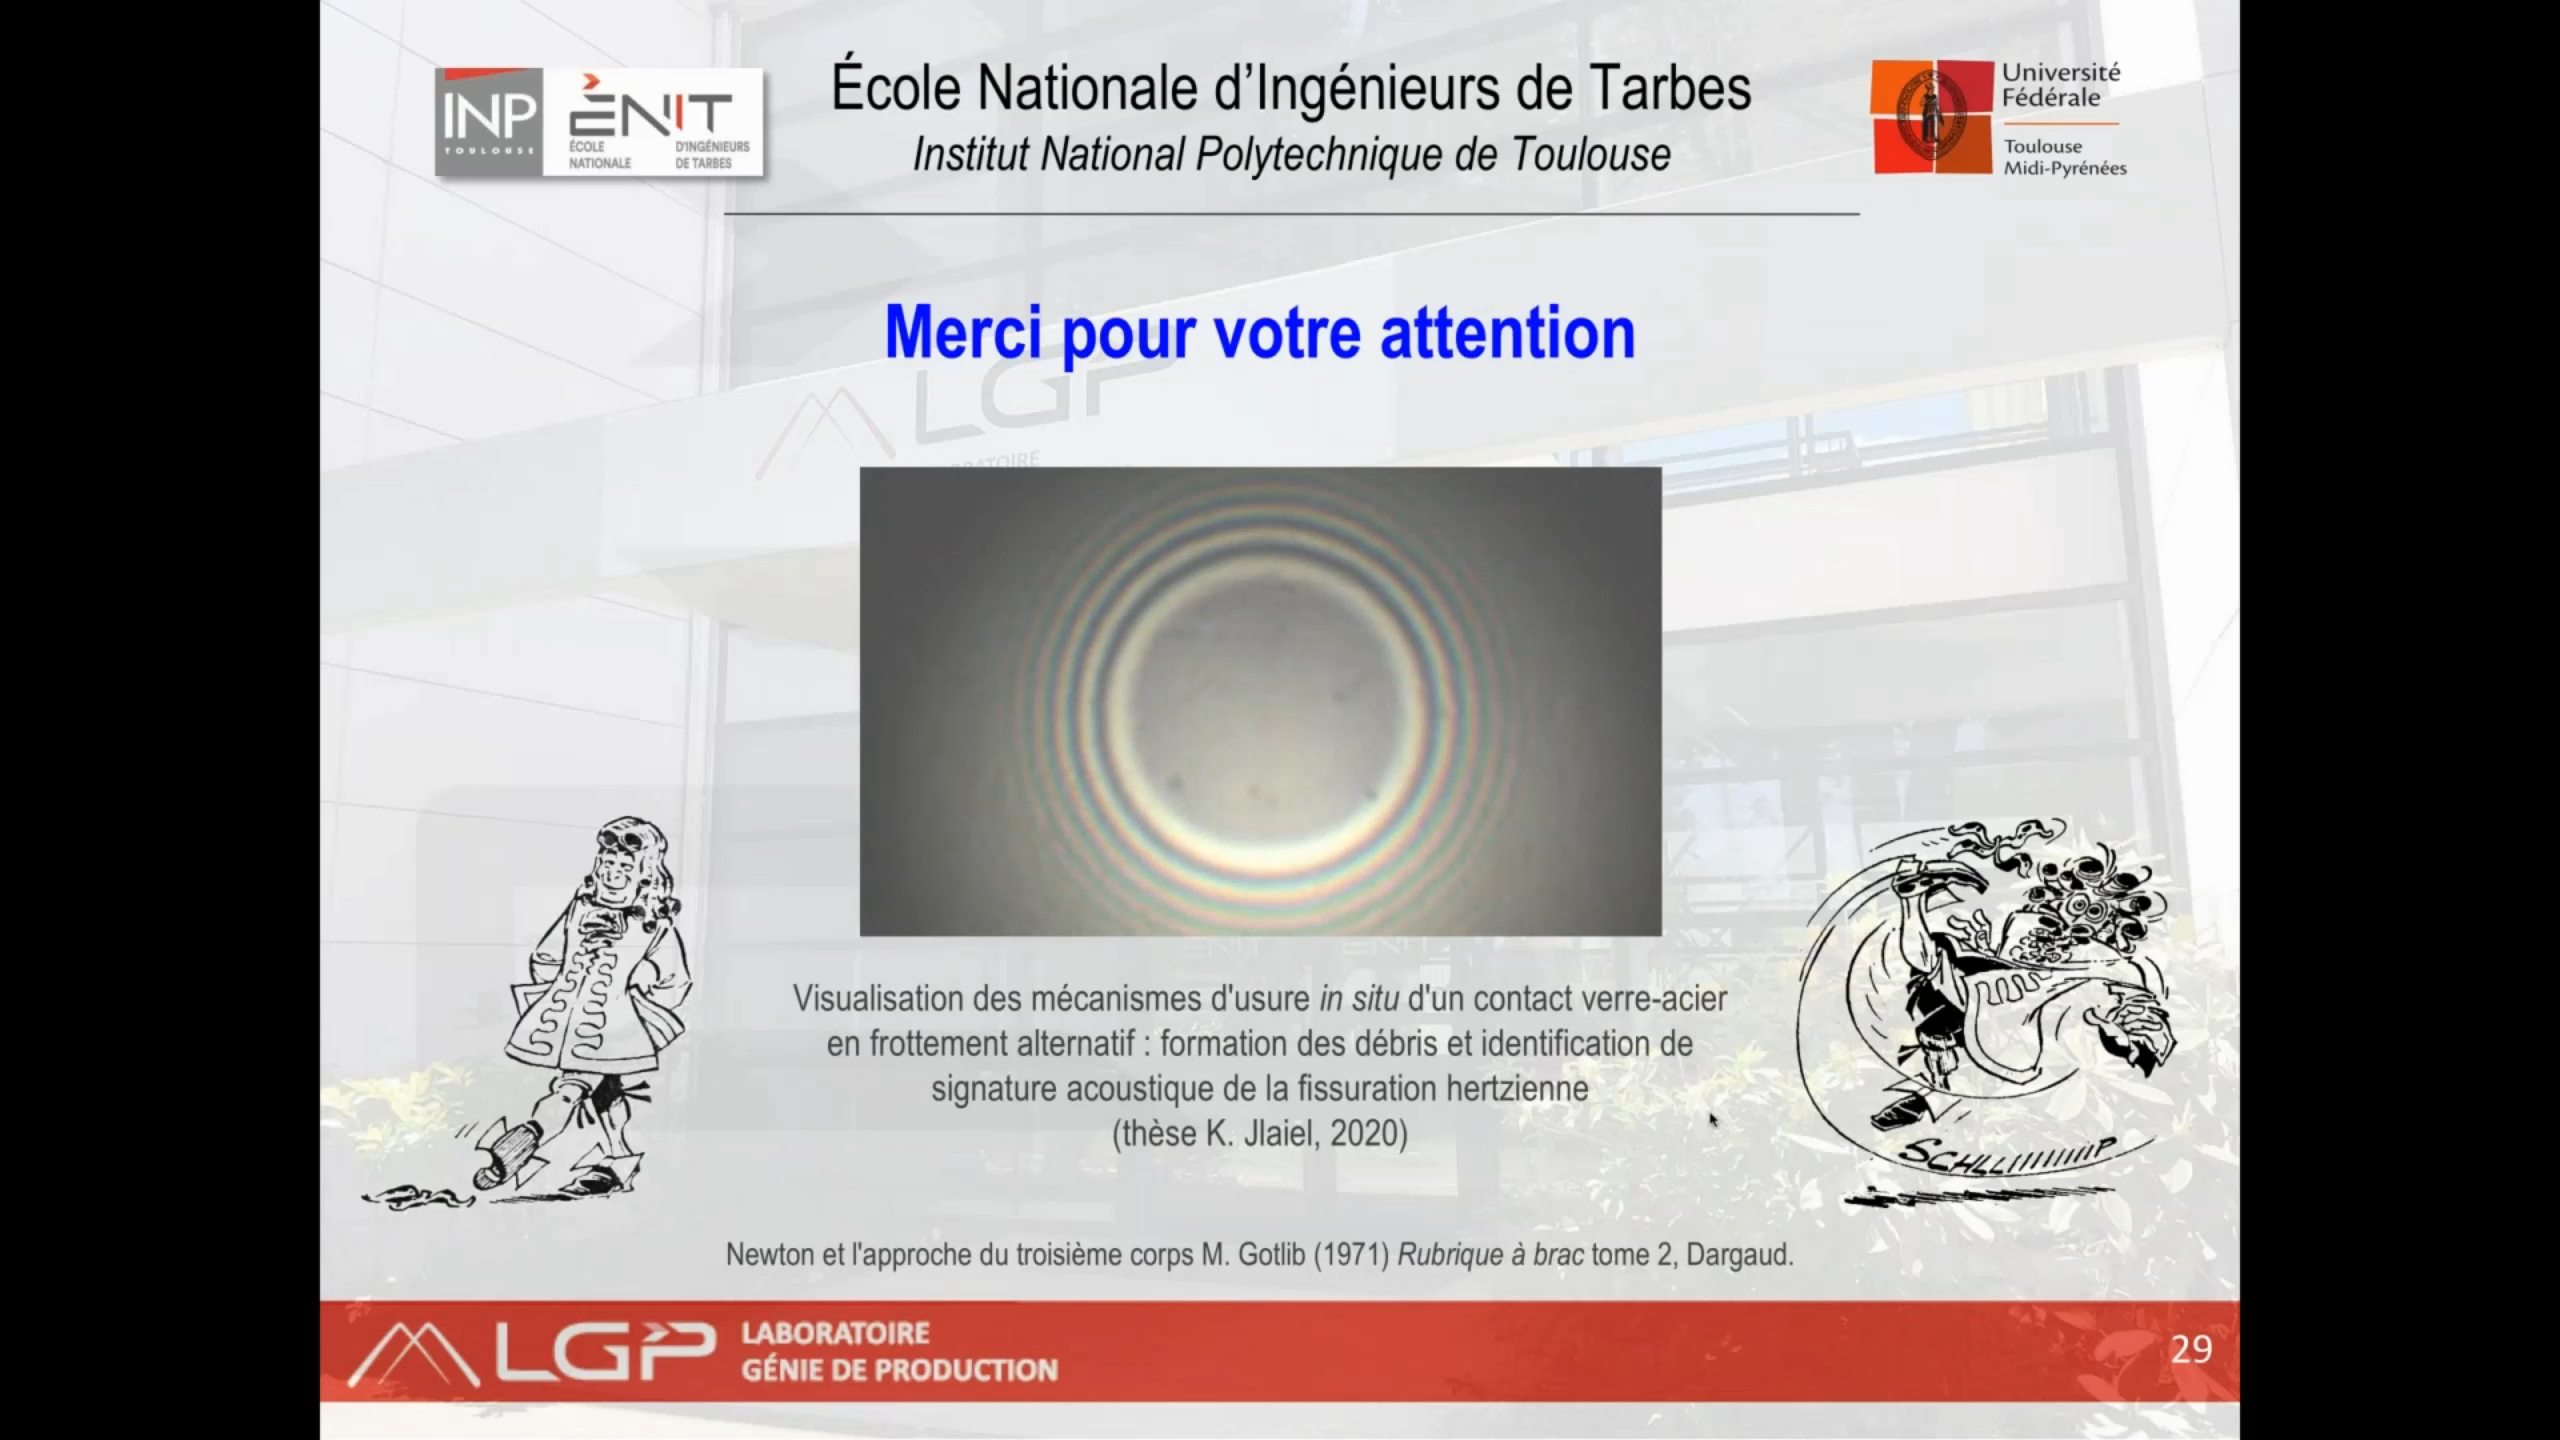 INP
TOULOUSE
ÈNIT
ÉCOLE NATIONALE
D'INGÉNIEURS DE TARBES
École Nationale d’Ingénieurs de Tarbes
Institut National Polytechnique de Toulouse
Université
Fédérale
Toulouse
Midi-Pyrénées
Merci pour votre attention
LGP
LABORATOIRE
Visualisation des mécanismes d'usure in situ d'un contact verre-acier
en frottement alternatif : formation des débris et identification de
signature acoustique de la fissuration hertzienne
(thèse K. Jlaiel, 2020)
SCHLLIIIIIIIP
Newton et l'approche du troisième corps M. Gotlib (1971) Rubrique à brac tome 2, Dargaud.
LGP
LABORATOIRE
GÉNIE DE PRODUCTION
29